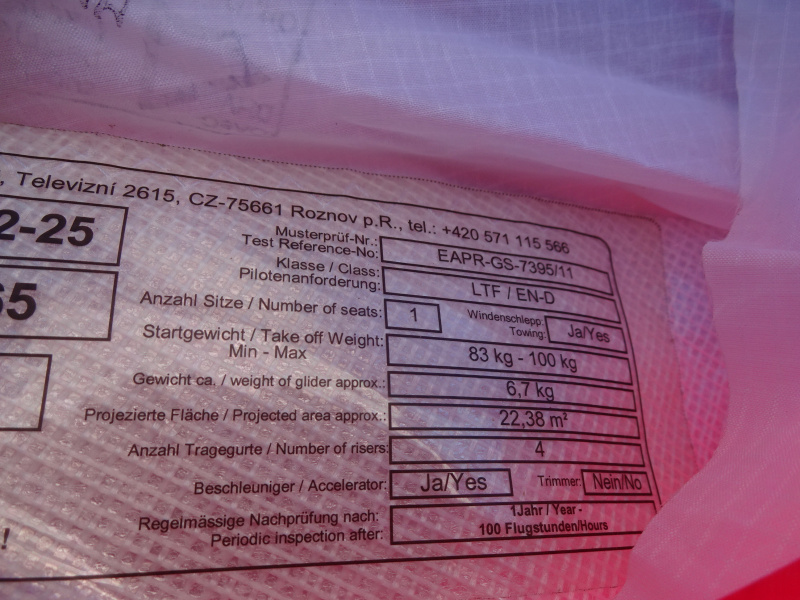 , Televizní 2615, CZ-75661 Roznov p.R., tel.: +420 571 115 566
2-25
65
!
Musterprüf-Nr.:
Test Reference-No: EAPR-GS-7395/11
Klasse / Class:
Pilotenanforderung: LTF / EN-D
Anzahl Sitze / Number of seats: 1
Windenschlepp:
Towing: Ja/Yes
Startgewicht / Take off Weight:
Min - Max 83 kg - 100 kg
Gewicht ca. / weight of glider approx.: 6,7 kg
Projezierte Fläche / Projected area approx.: 22,38 m²
Anzahl Tragegurte / Number of risers: 4
Beschleuniger / Accelerator: Ja/Yes Trimmer: Nein/No
Regelmässige Nachprüfung nach: 1Jahr / Year -
Periodic inspection after: 100 Flugstunden/Hours